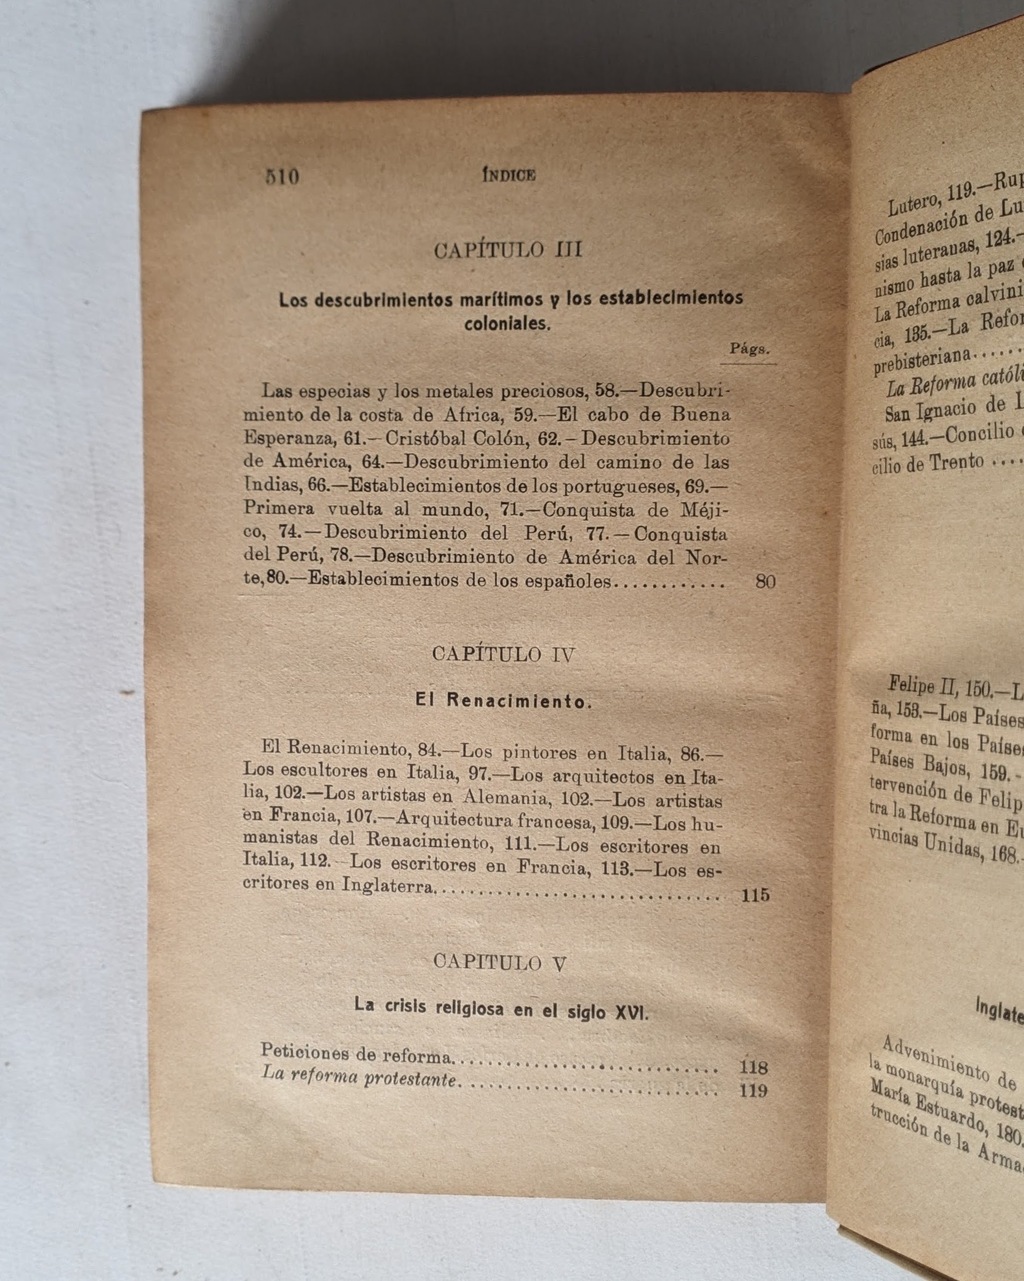 510 ÍNDICE
CAPÍTULO III
Los descubrimientos marítimos y los establecimientos
coloniales.
Págs.
Las especias y los metales preciosos, 58.—Descubri-
miento de la costa de Africa, 59.—El cabo de Buena
Esperanza, 61.—Cristóbal Colón, 62.—Descubrimiento
de América, 64.—Descubrimiento del camino de las
Indias, 66.—Establecimientos de los portugueses, 69.—
Primera vuelta al mundo, 71.—Conquista de Méji-
co, 74.—Descubrimiento del Perú, 77.—Conquista
del Perú, 78.—Descubrimiento de América del Nor-
te, 80.—Establecimientos de los españoles............ 80
CAPÍTULO IV
El Renacimiento.
El Renacimiento, 84.—Los pintores en Italia, 86.—
Los escultores en Italia, 97.—Los arquitectos en Ita-
lia, 102.—Los artistas en Alemania, 102.—Los artistas
en Francia, 107.—Arquitectura francesa, 109.—Los hu-
manistas del Renacimiento, 111.—Los escritores en
Italia, 112.—Los escritores en Francia, 113.—Los es-
critores en Inglaterra............................... 115
CAPITULO V
La crisis religiosa en el siglo XVI.
Peticiones de reforma............................ 118
La reforma protestante............................ 119
Lutero, 119.—Rup
Condenación de Lu
sias luteranas, 124.-
nismo hasta la paz
La Reforma calvini
cia, 135.—La Refor
prebisteriana......
La Reforma católi
San Ignacio de L
sús, 144.—Concilio
cilio de Trento ....
Felipe II, 150.—L
ña, 153.—Los Países
forma en los Paíse
Países Bajos, 159.-
tervención de Felip
tra la Reforma en Eu
vincias Unidas, 168.-
Inglate
Advenimiento de
la monarquía protest
María Estuardo, 180.
trucción de la Arma